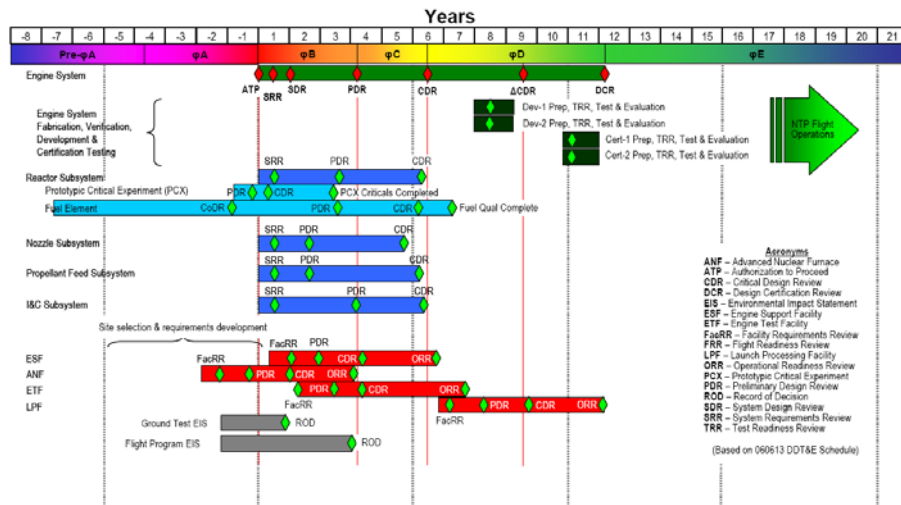 Years
-8 -7 -6 -5 -4 -3 -2 -1 1 2 3 4 5 6 7 8 9 10 11 12 13 14 15 16 17 18 19 20 21
Pre-φA φA φB φC φD φE
Engine System
ATP SRR SDR PDR CDR ΔCDR DCR
Engine System
Fabrication, Verification,
Development &
Certification Testing
Dev-1 Prep, TRR, Test & Evaluation
Dev-2 Prep, TRR, Test & Evaluation
Cert-1 Prep, TRR, Test & Evaluation
Cert-2 Prep, TRR, Test & Evaluation
NTP Flight
Operations
SRR PDR CDR
Reactor Subsystem
Prototypic Critical Experiment (PCX) PDR CDR PCX Criticals Completed
Fuel Element CoDR PDR CDR Fuel Qual Complete
SRR PDR CDR
Nozzle Subsystem
SRR PDR CDR
Propellant Feed Subsystem
SRR PDR CDR
I&C Subsystem
Site selection & requirements development
FacRR PDR
ESF CDR ORR
FacRR
ANF PDR CDR ORR
ETF PDR CDR ORR
FacRR
LPF PDR CDR ORR
FacRR
Ground Test EIS ROD
Flight Program EIS ROD
Acronyms
ANF – Advanced Nuclear Furnace
ATP – Authorization to Proceed
CDR – Critical Design Review
DCR – Design Certification Review
EIS – Environmental Impact Statement
ESF – Engine Support Facility
ETF – Engine Test Facility
FacRR – Facility Requirements Review
FRR – Flight Readiness Review
LPF – Launch Processing Facility
ORR – Operational Readiness Review
PCX – Prototypic Critical Experiment
PDR – Preliminary Design Review
ROD – Record of Decision
SDR – System Design Review
SRR – System Requirements Review
TRR – Test Readiness Review
(Based on 060613 DDT&E Schedule)